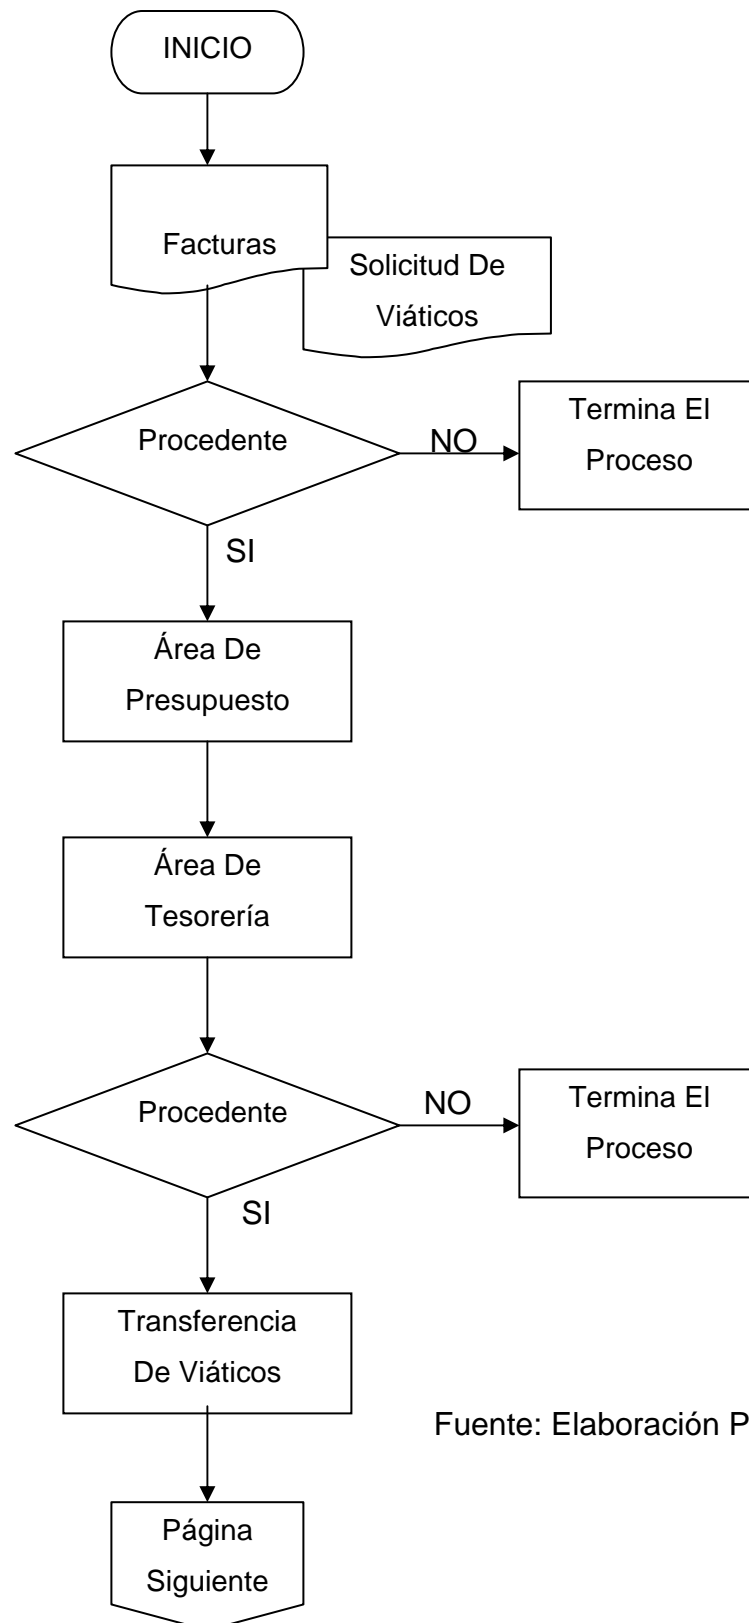 INICIO
Facturas
Solicitud De
Viáticos
Procedente
NO
Termina El
Proceso
SI
Área De
Presupuesto
Área De
Tesorería
Procedente
NO
Termina El
Proceso
SI
Transferencia
De Viáticos
Fuente: Elaboración P
Página
Siguiente